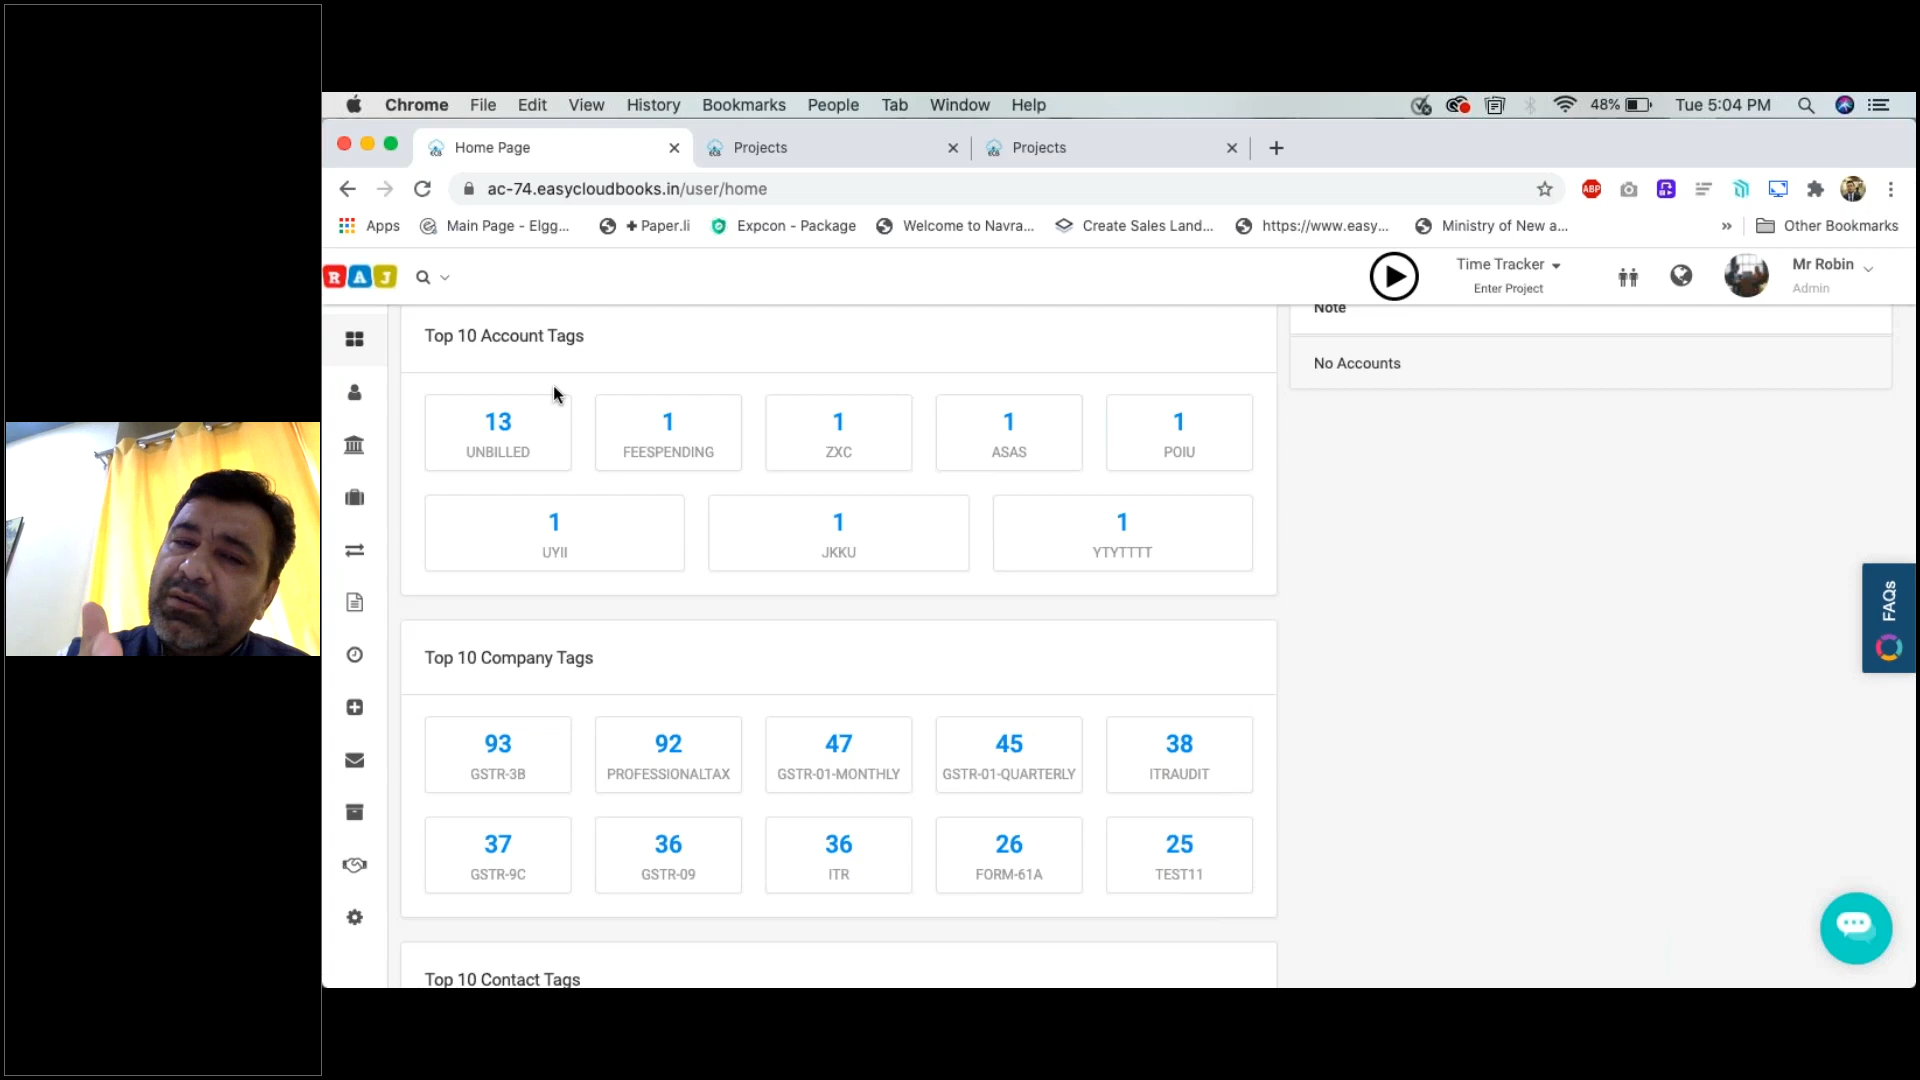 Chrome File Edit View History Bookmarks People Tab Window Help 48% Tue 5:04 PM
Home Page Projects Projects
ac-74.easycloudbooks.in/user/home ABP
Apps Main Page - Elgg... + Paper.li Expcon - Package Welcome to Navra... Create Sales Land... https://www.easy... Ministry of New a... » Other Bookmarks
RAJ Time Tracker Mr Robin
Enter Project Admin
Top 10 Account Tags
13 1 1 1 1
UNBILLED FEESPENDING ZXC ASAS POIU
1 1 1
UYII JKKU YTYTTTT
Top 10 Company Tags
93 92 47 45 38
GSTR-3B PROFESSIONALTAX GSTR-01-MONTHLY GSTR-01-QUARTERLY ITRAUDIT
37 36 36 26 25
GSTR-9C GSTR-09 ITR FORM-61A TEST11
Top 10 Contact Tags
Note
No Accounts
FAQs